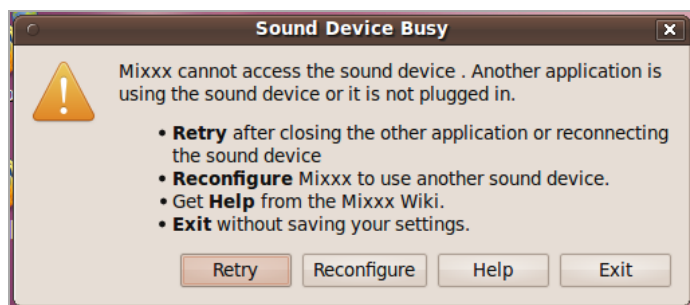 Sound Device Busy
Mixxx cannot access the sound device . Another application is
using the sound device or it is not plugged in.
• Retry after closing the other application or reconnecting
the sound device
• Reconfigure Mixxx to use another sound device.
• Get Help from the Mixxx Wiki.
• Exit without saving your settings.
Retry Reconfigure Help Exit